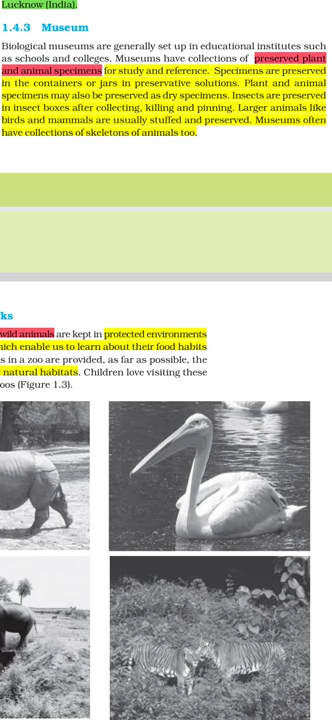 Lucknow (India).
1.4.3 Museum
Biological museums are generally set up in educational institutes such
as schools and colleges. Museums have collections of preserved plant
and animal specimens for study and reference. Specimens are preserved
in the containers or jars in preservative solutions. Plant and animal
specimens may also be preserved as dry specimens. Insects are preserved
in insect boxes after collecting, killing and pinning. Larger animals like
birds and mammals are usually stuffed and preserved. Museums often
have collections of skeletons of animals too.
ks
wild animals are kept in protected environments
hich enable us to learn about their food habits
s in a zoo are provided, as far as possible, the
natural habitats. Children love visiting these
oos (Figure 1.3).